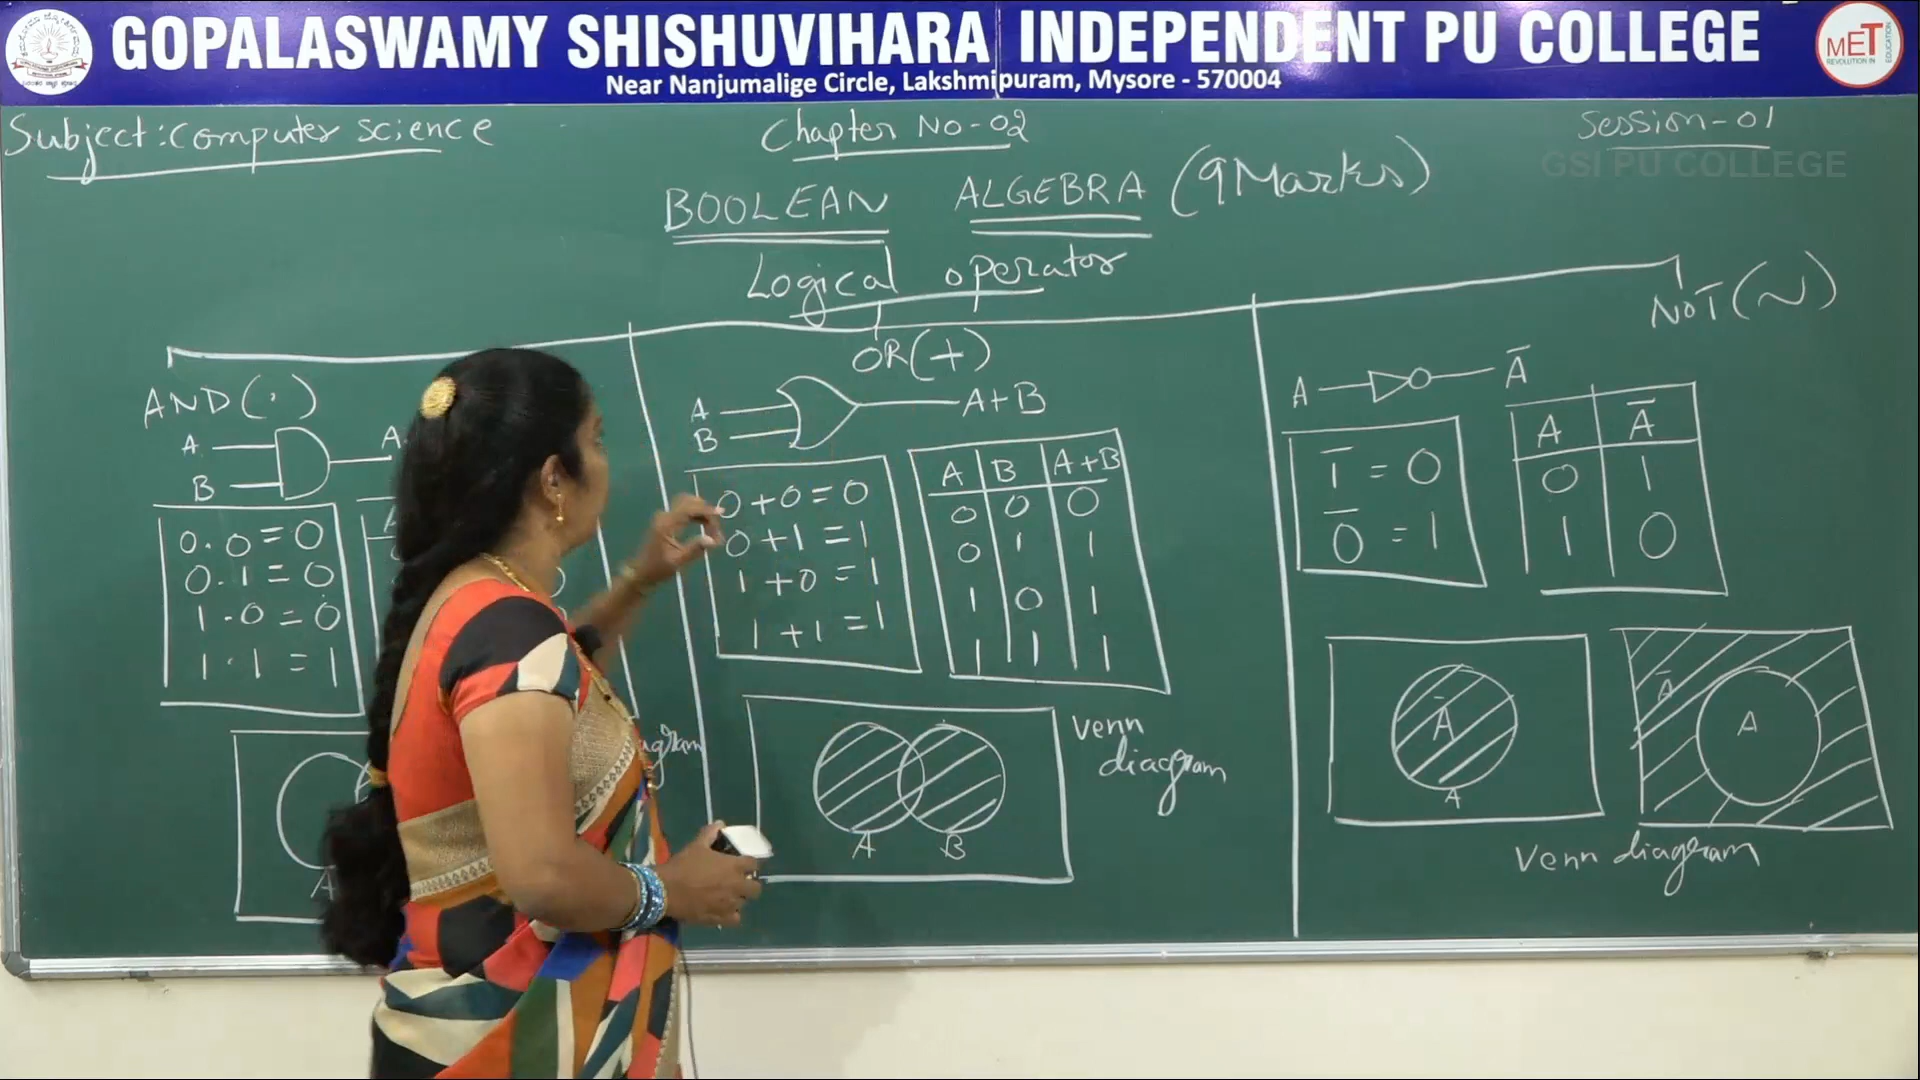 GOPALASWAMY SHISHUVIHARA INDEPENDENT PU COLLEGE
Near Nanjumalige Circle, Lakshmipuram, Mysore - 570004
MET
REVOLUTION IN EDUCATION
Subject: Computer science
Chapter No-02
Session-01
GSI PU COLLEGE
BOOLEAN ALGEBRA (9Marks)
Logical operator
AND (·)
A
B
A.
0.0=0
0.1=0
1.0=0
1.1=1
A
agram
OR(+)
A
B
A+B
0+0=0
0+1=1
1+0=1
1+1=1
A B A+B
0 0 0
0 1 1
1 0 1
1 1 1
A B
Venn
diagram
NOT (~)
A Ā
1̅ = 0
0̅ = 1
A Ā
0 1
1 0
Ā
A
Ā
A
Venn diagram